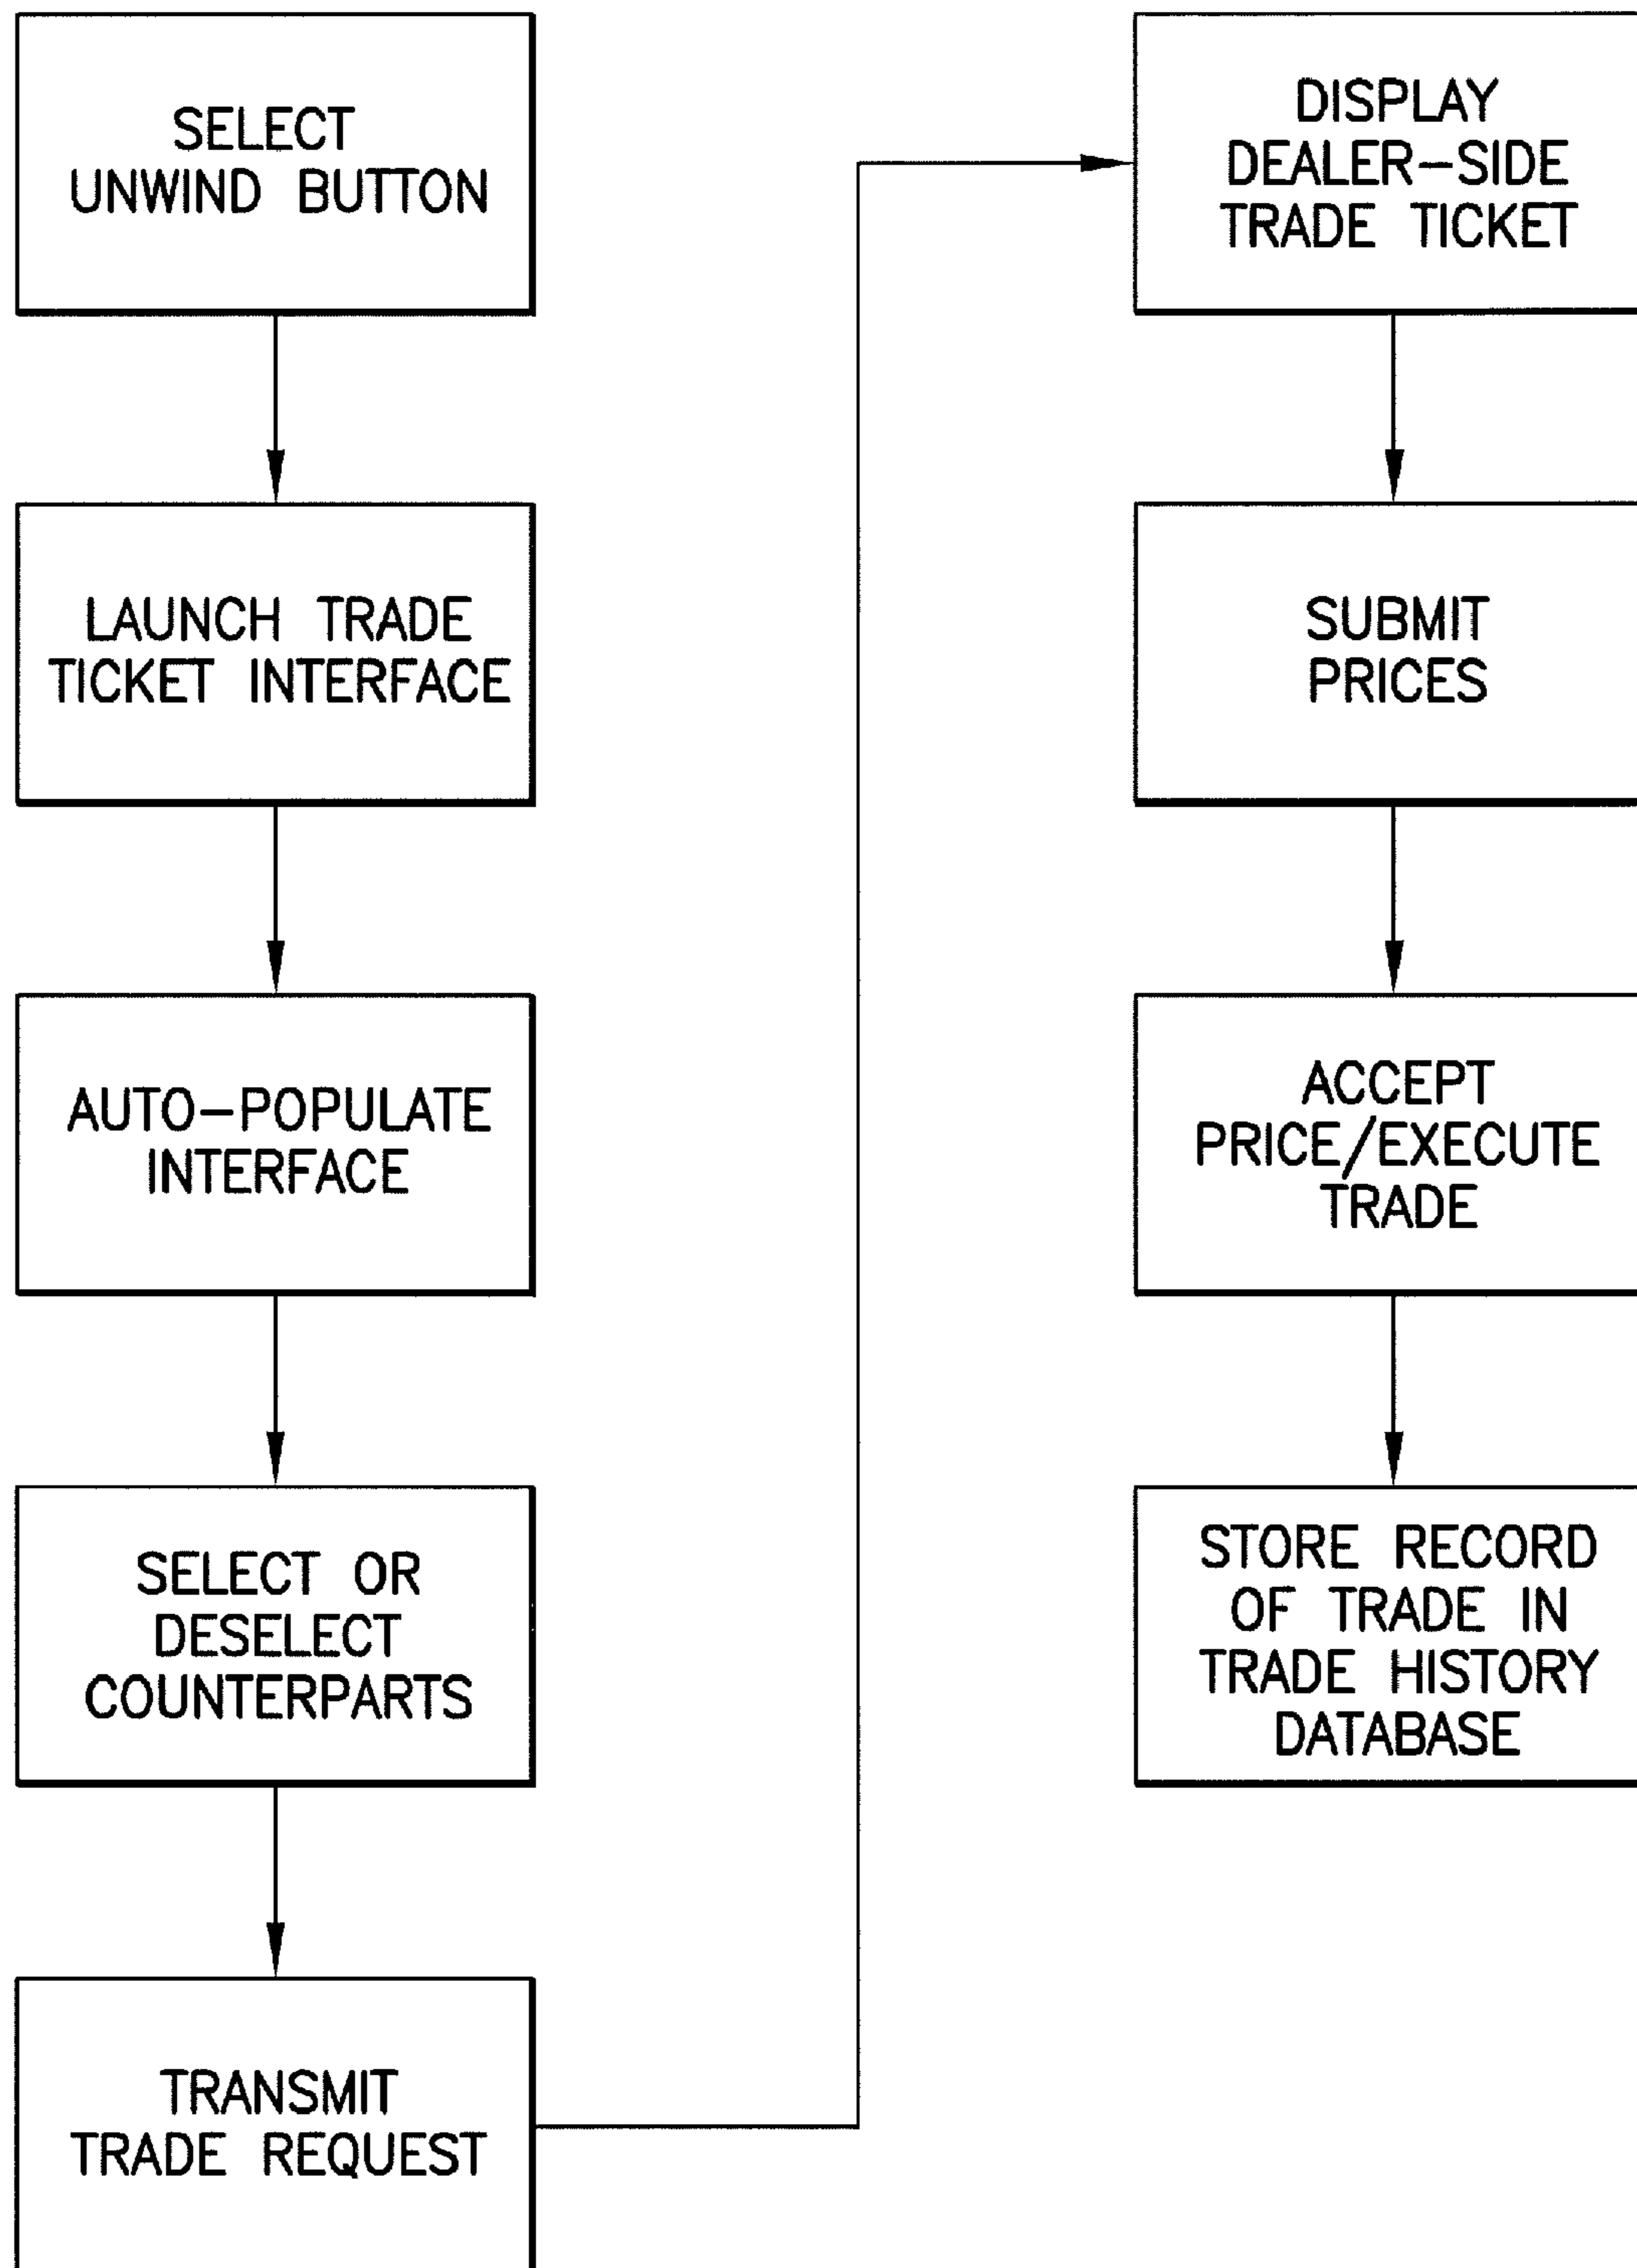 SELECT
UNWIND BUTTON
LAUNCH TRADE
TICKET INTERFACE
AUTO-POPULATE
INTERFACE
SELECT OR
DESELECT
COUNTERPARTS
TRANSMIT
TRADE REQUEST
DISPLAY
DEALER-SIDE
TRADE TICKET
SUBMIT
PRICES
ACCEPT
PRICE/EXECUTE
TRADE
STORE RECORD
OF TRADE IN
TRADE HISTORY
DATABASE